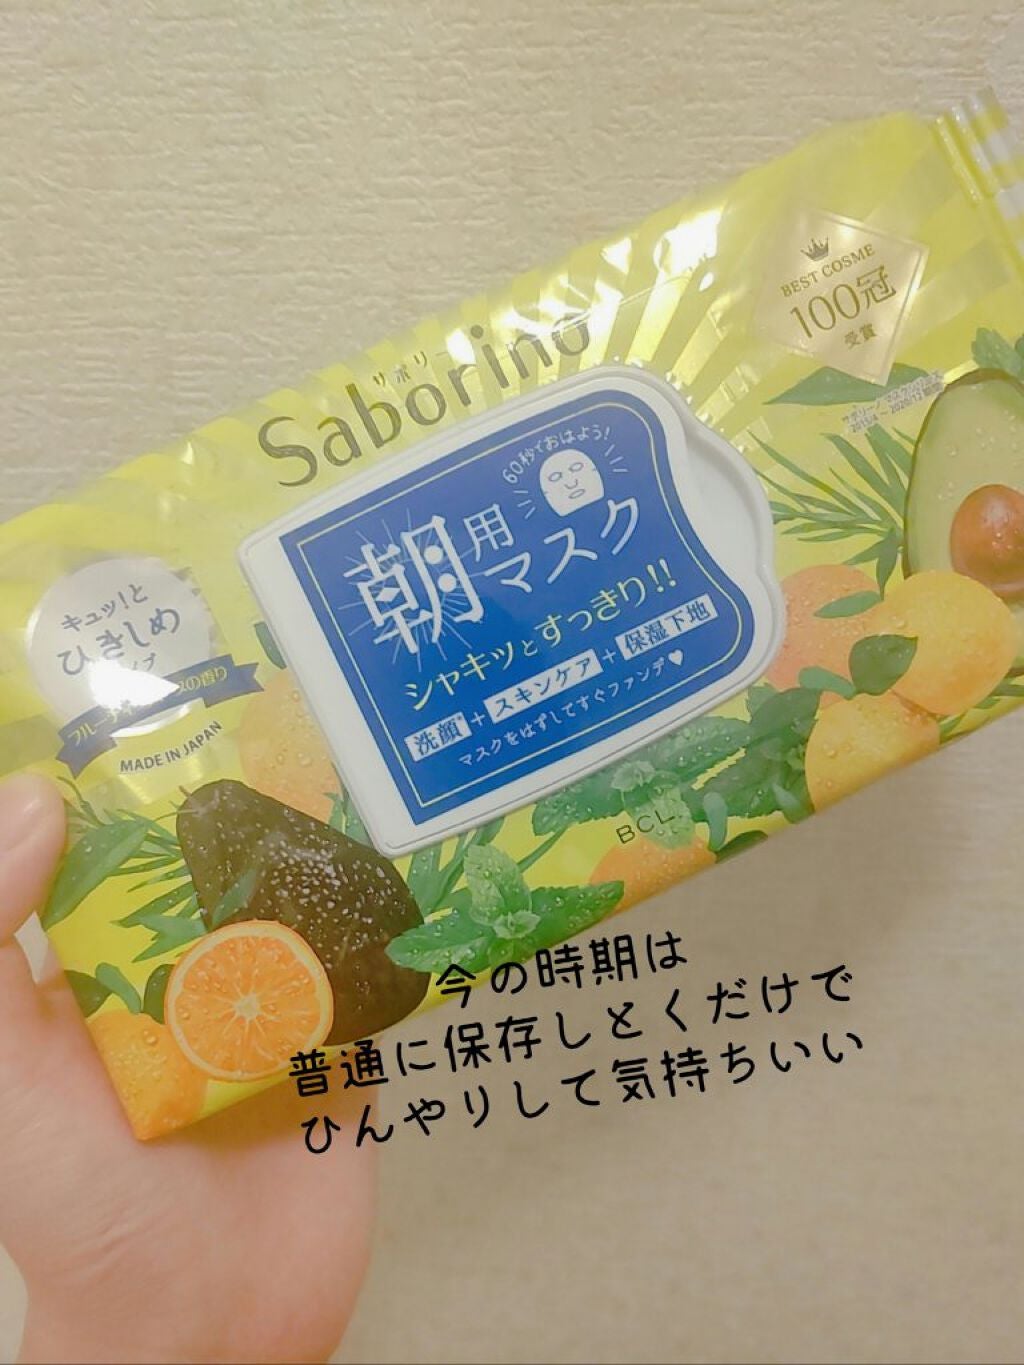 BEST COSME
100冠
受賞
サボリーノ
Saborino
60秒でおはよう!
朝用
マスク
シャキッとすっきり!!
洗顔+スキンケア+保湿下地
マスクをはずしてすぐファンデ♥
キュッ!と
ひきしめ
の香り
MADE IN JAPAN
BCL
今の時期は
普通に保存しとくだけで
ひんやりして気持ちいい